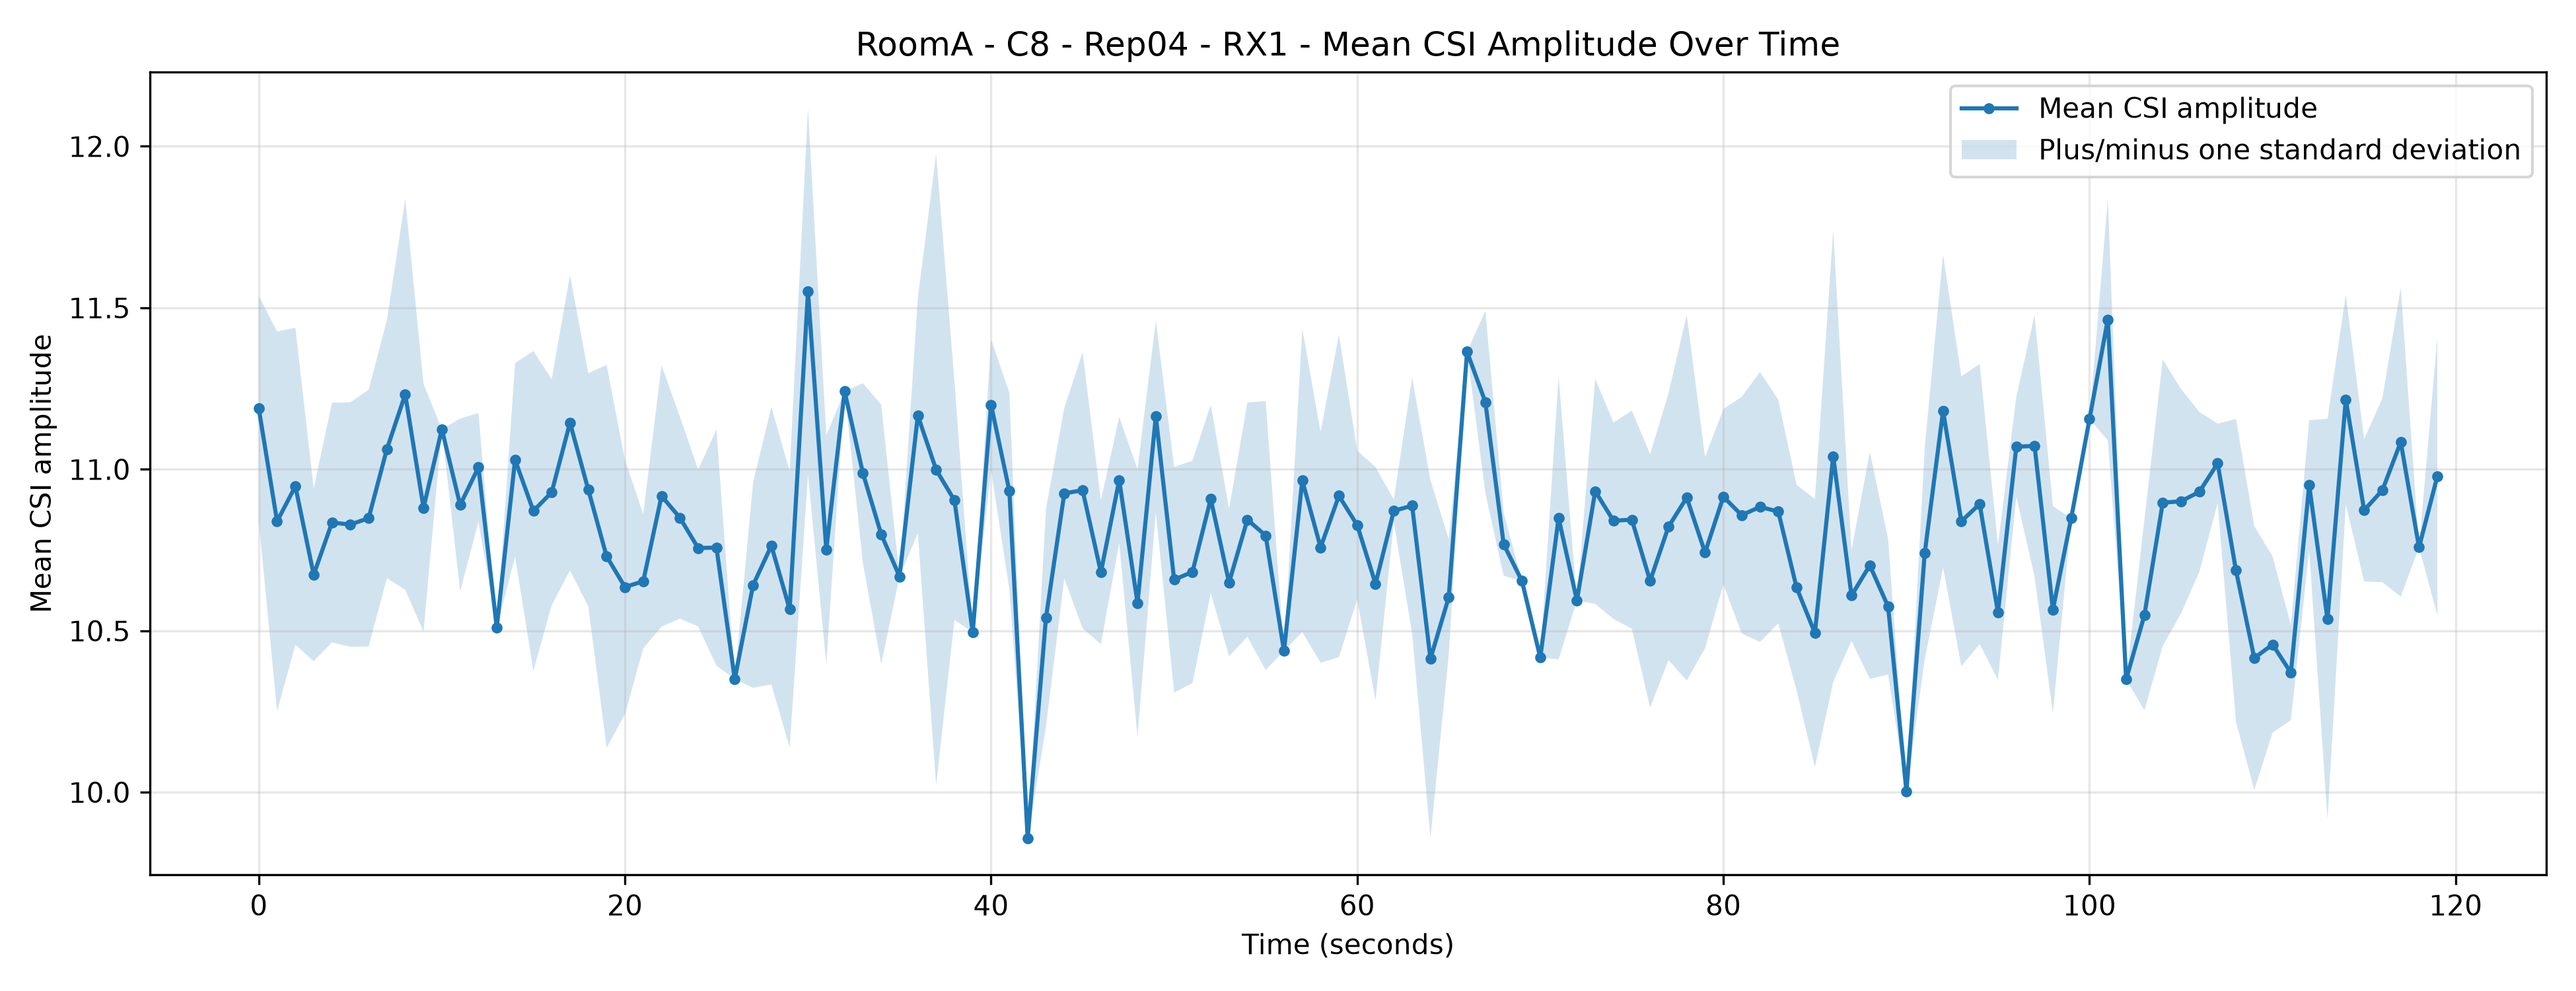 RoomA - C8 - Rep04 - RX1 - Mean CSI Amplitude Over Time
Mean CSI amplitude
Plus/minus one standard deviation
Mean CSI amplitude
12.0
11.5
11.0
10.5
10.0
0 20 40 60 80 100 120
Time (seconds)